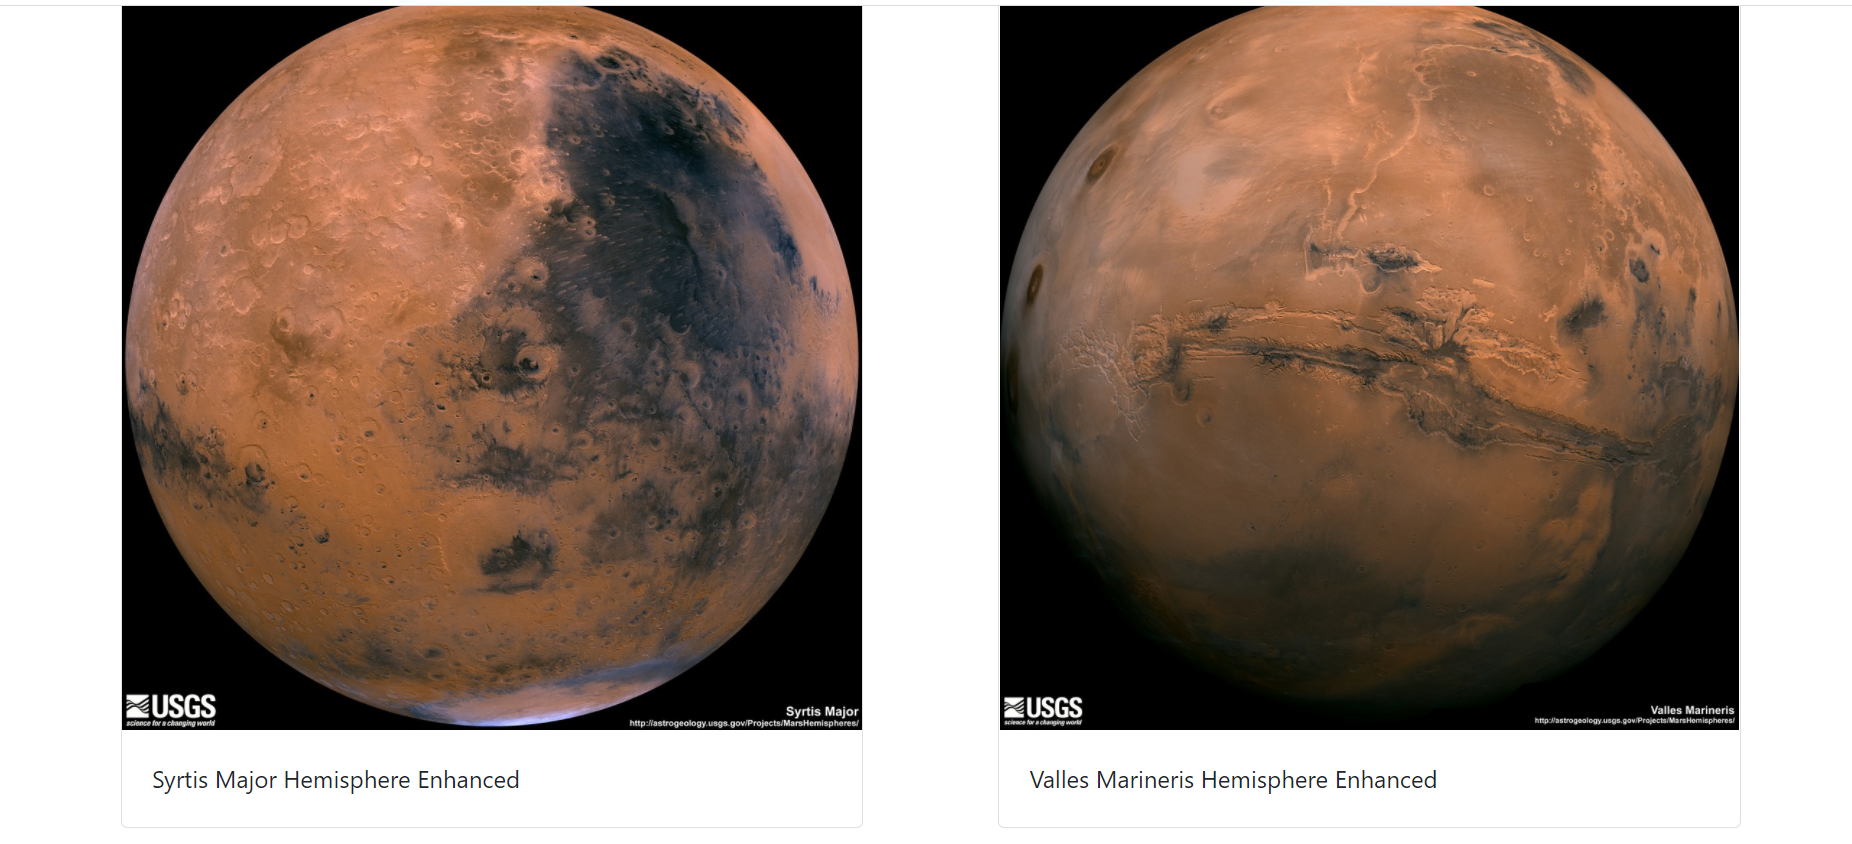 USGS
science for a changing world
Syrtis Major
http://astrogeology.usgs.gov/Projects/MarsHemispheres/
Syrtis Major Hemisphere Enhanced
USGS
science for a changing world
Valles Marineris
http://astrogeology.usgs.gov/Projects/MarsHemispheres/
Valles Marineris Hemisphere Enhanced